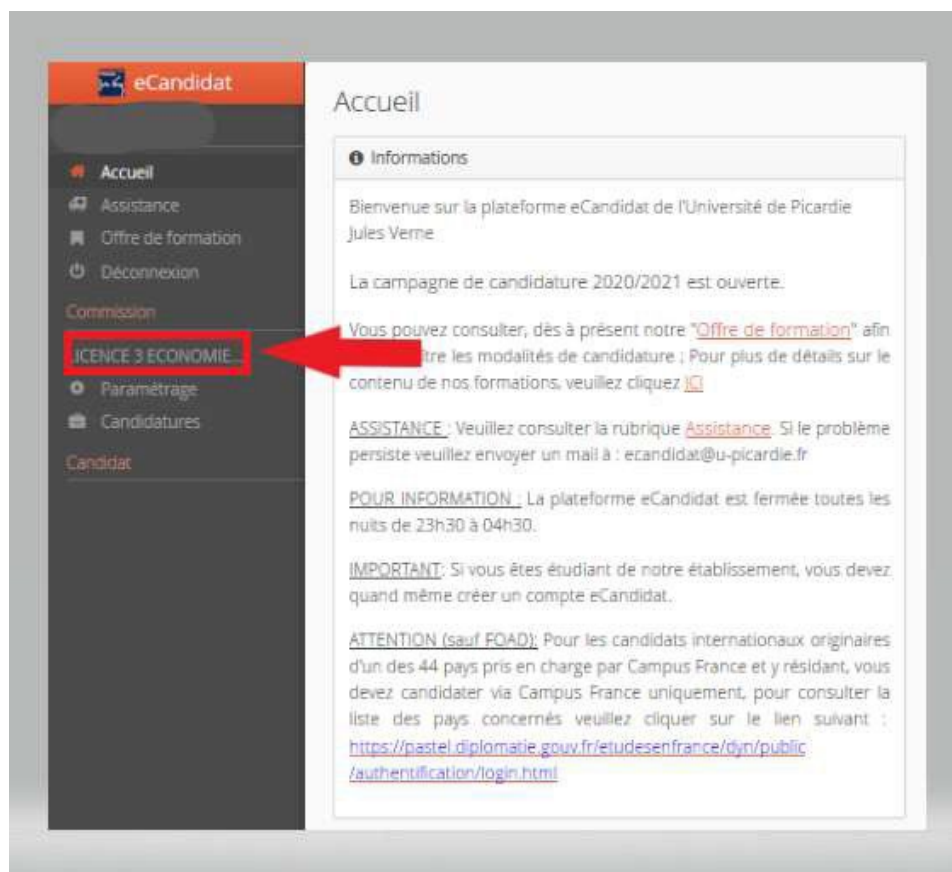 eCandidat
Accueil
Assistance
Offre de formation
Déconnexion
Commission
ICENCE 3 ECONOMIE...
Paramétrage
Candidatures
Candidat
Accueil
Informations
Bienvenue sur la plateforme eCandidat de l'Université de Picardie
Jules Verne
La campagne de candidature 2020/2021 est ouverte.
Vous pouvez consulter, dès à présent notre "Offre de formation" afin
ître les modalités de candidature ; Pour plus de détails sur le
contenu de nos formations, veuillez cliquez ICI
ASSISTANCE : Veuillez consulter la rubrique Assistance. Si le problème
persiste veuillez envoyer un mail à : ecandidat@u-picardie.fr
POUR INFORMATION : La plateforme eCandidat est fermée toutes les
nuits de 23h30 à 04h30.
IMPORTANT: Si vous êtes étudiant de notre établissement, vous devez
quand même créer un compte eCandidat.
ATTENTION (sauf FOAD): Pour les candidats internationaux originaires
d'un des 44 pays pris en charge par Campus France et y résidant, vous
devez candidater via Campus France uniquement, pour consulter la
liste des pays concernés veuillez cliquer sur le lien suivant :
https://pastel.diplomatie.gouv.fr/etudesenfrance/dyn/public
/authentification/login.html